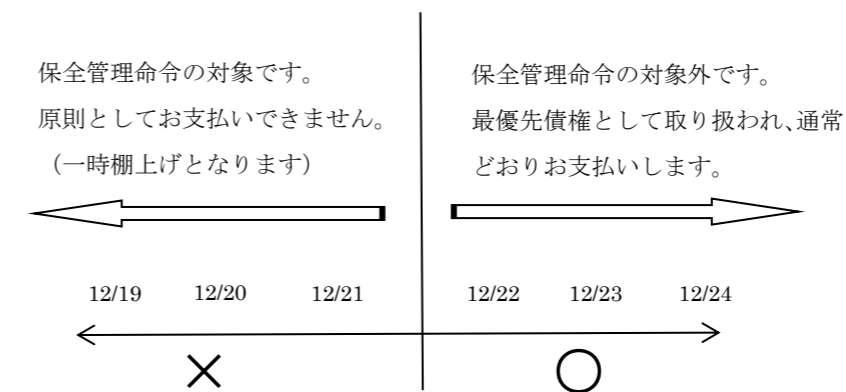 保全管理命令の対象です。
原則としてお支払いできません。
（一時棚上げとなります）
保全管理命令の対象外です。
最優先債権として取り扱われ、通常
どおりお支払いします。
12/19 12/20 12/21 12/22 12/23 12/24
× ○